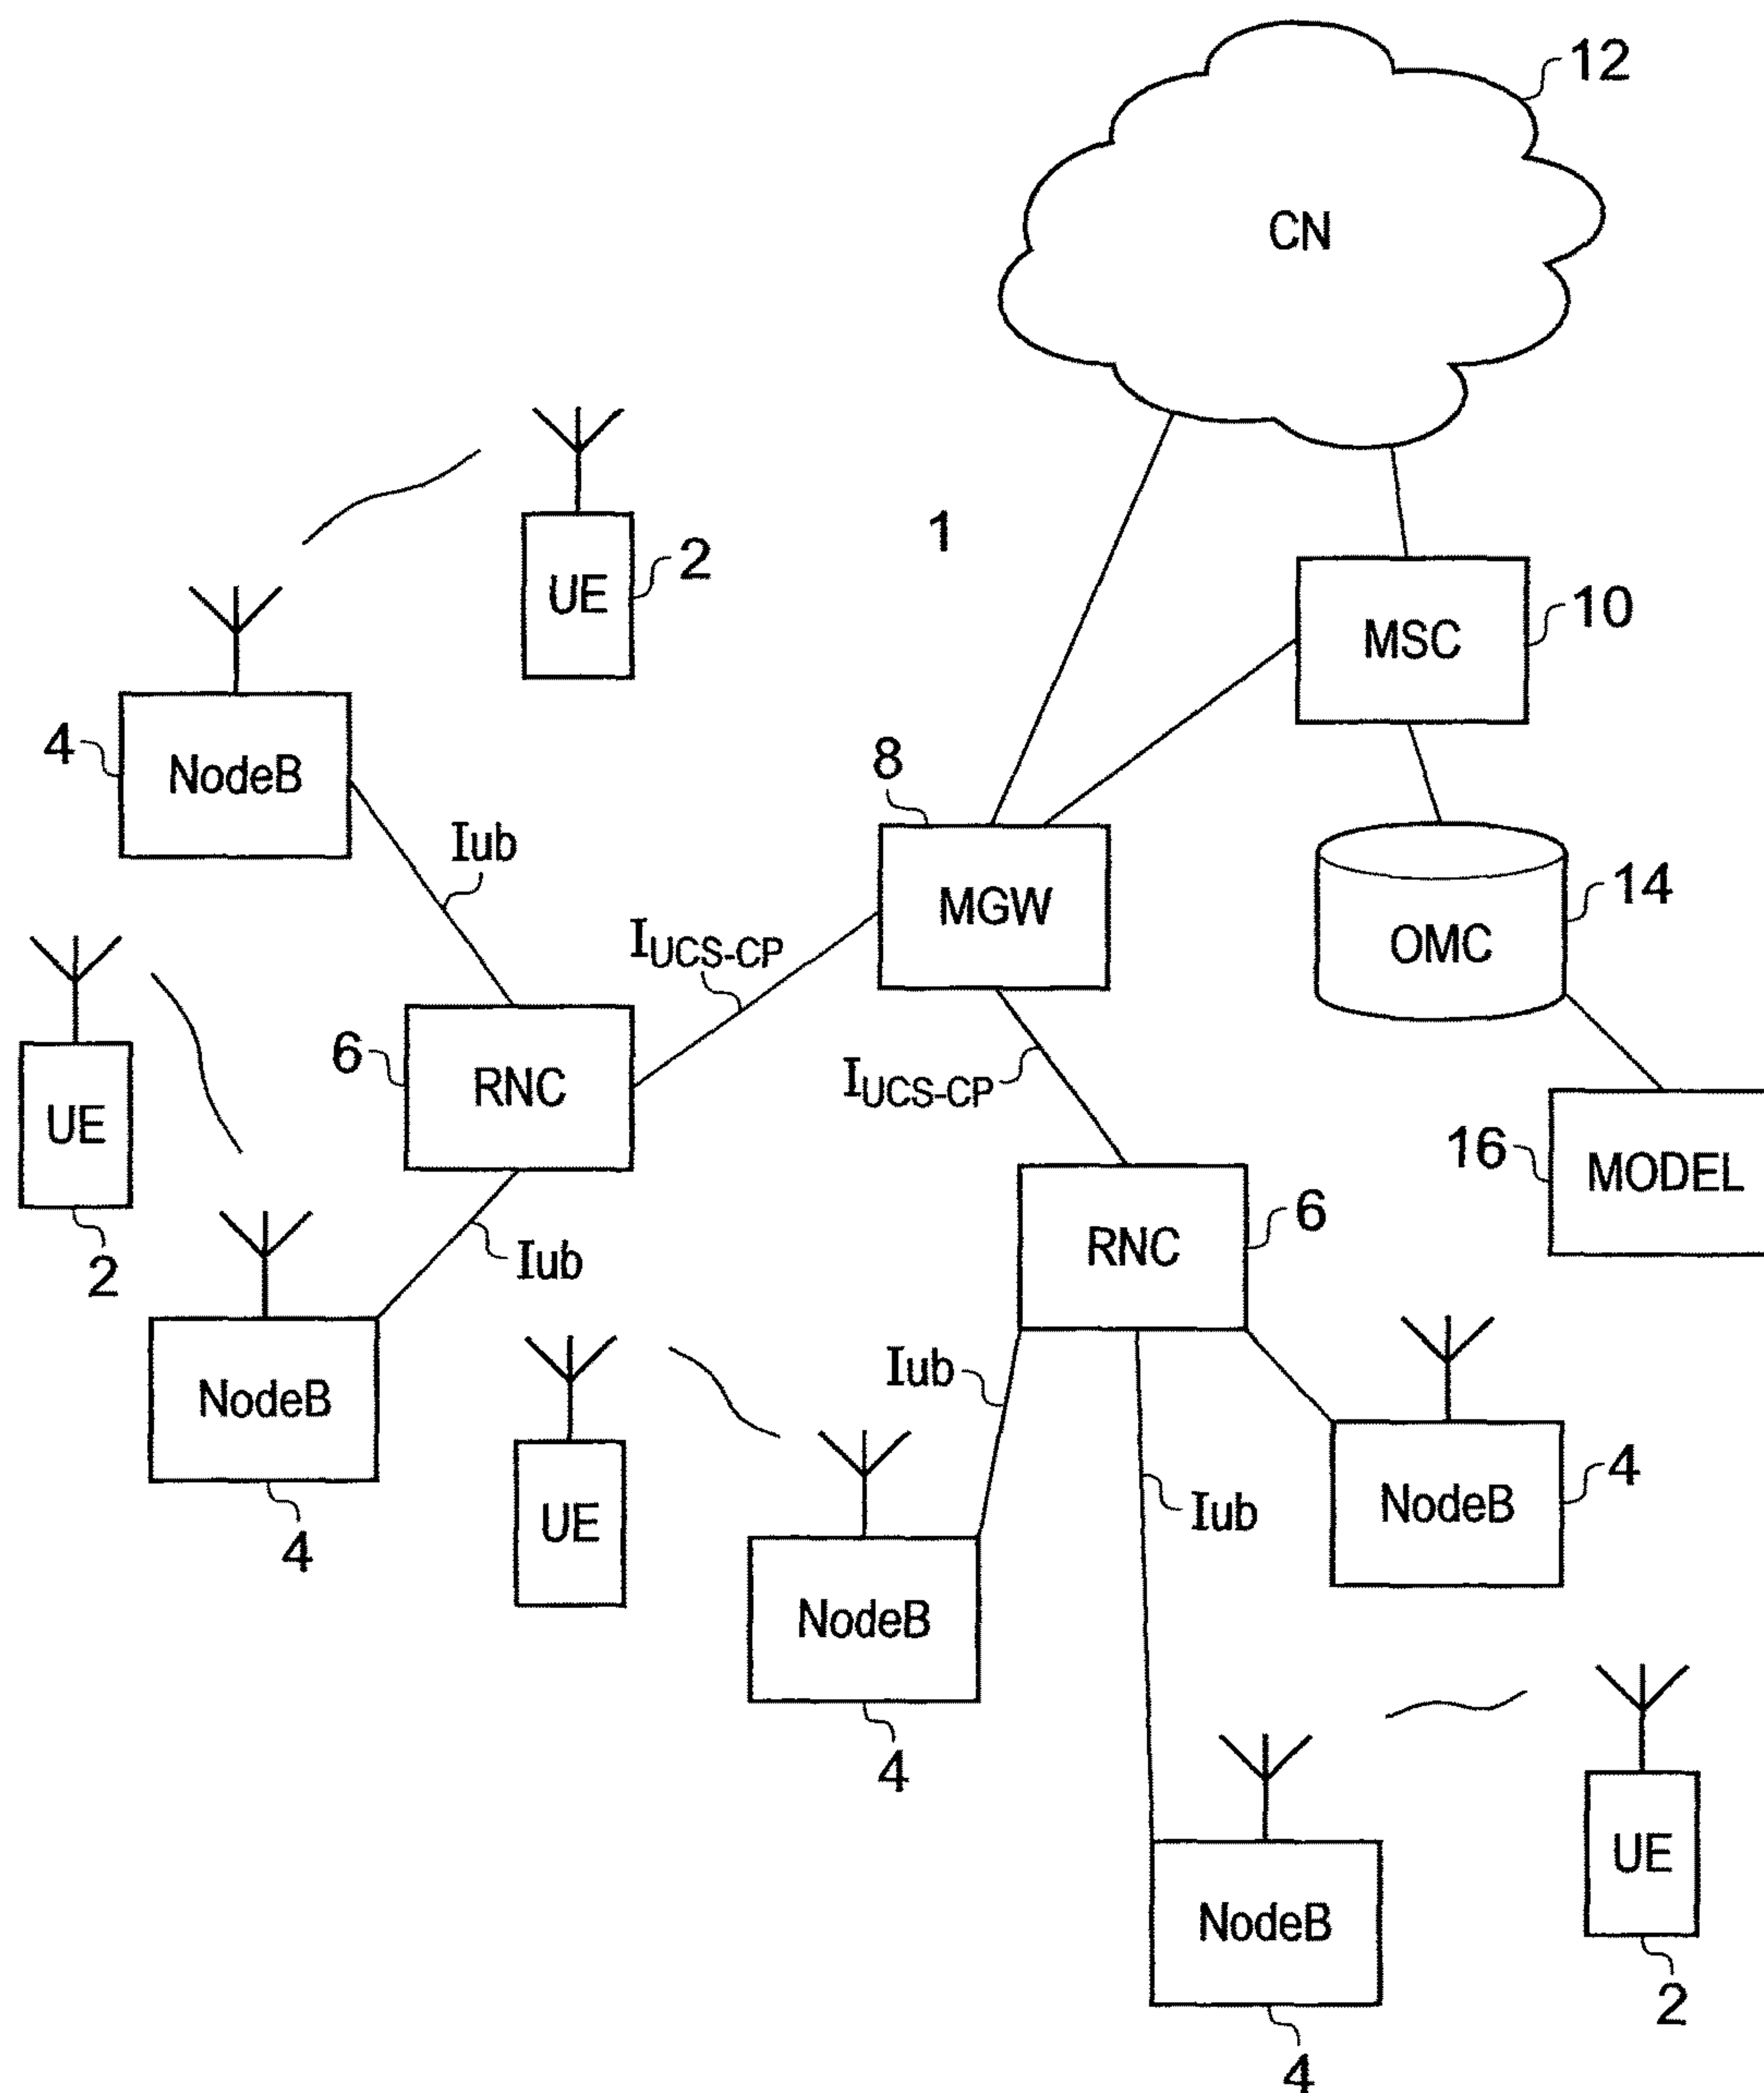 12
CN
1
2
UE
10
MSC
4
NodeB
8
Iub
MGW
14
OMC
IUCS-CP
6
RNC
IUCS-CP
UE
2
16
MODEL
6
RNC
Iub
NodeB
4
Iub
4
NodeB
Iub
UE
NodeB
4
UE
2
NodeB
4